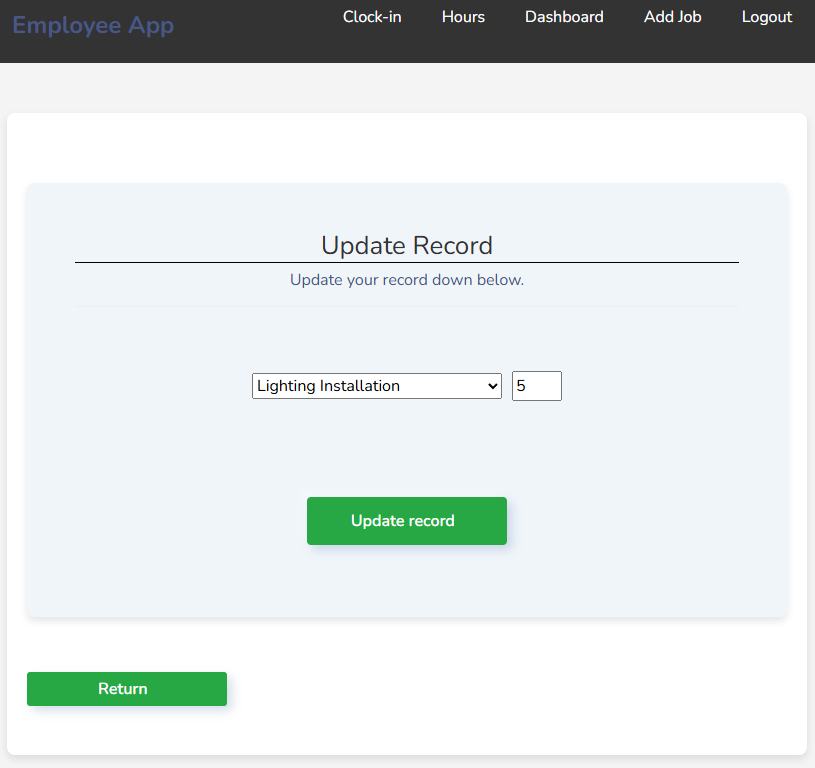 Employee App
Clock-in Hours Dashboard Add Job Logout
Update Record
Update your record down below.
Lighting Installation 5
Update record
Return